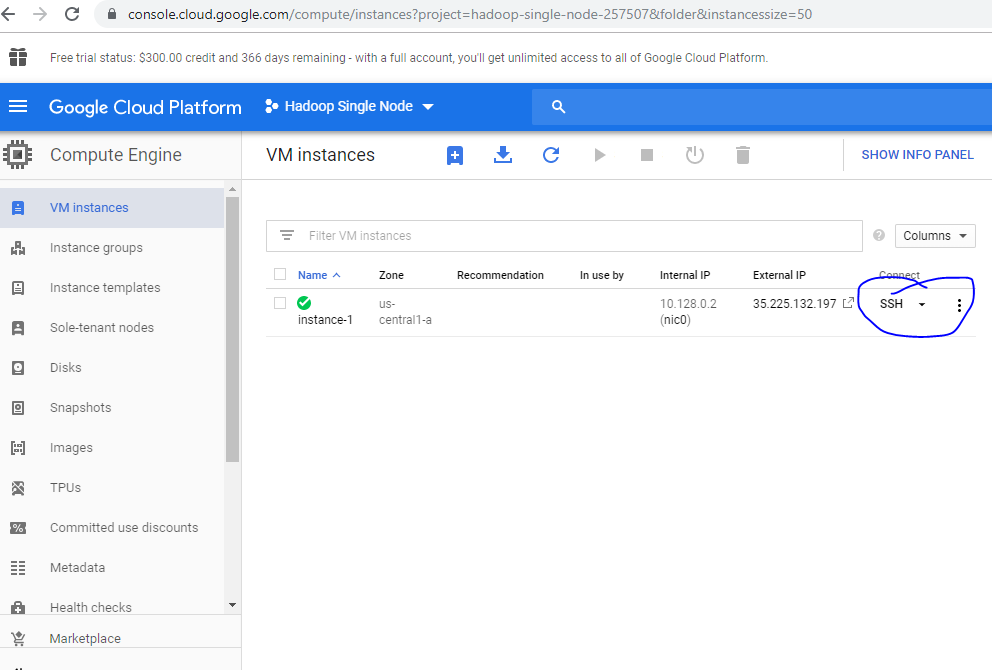 console.cloud.google.com/compute/instances?project=hadoop-single-node-257507&folder&instancessize=50
Free trial status: $300.00 credit and 366 days remaining - with a full account, you'll get unlimited access to all of Google Cloud Platform.
Google Cloud Platform Hadoop Single Node
Compute Engine
VM instances
SHOW INFO PANEL
VM instances
Instance groups
Instance templates
Sole-tenant nodes
Disks
Snapshots
Images
TPUs
Committed use discounts
Metadata
Health checks
Marketplace
Filter VM instances
Columns
Name Zone Recommendation In use by Internal IP External IP Connect
us- 10.128.0.2 35.225.132.197 SSH
instance-1 central1-a (nic0)